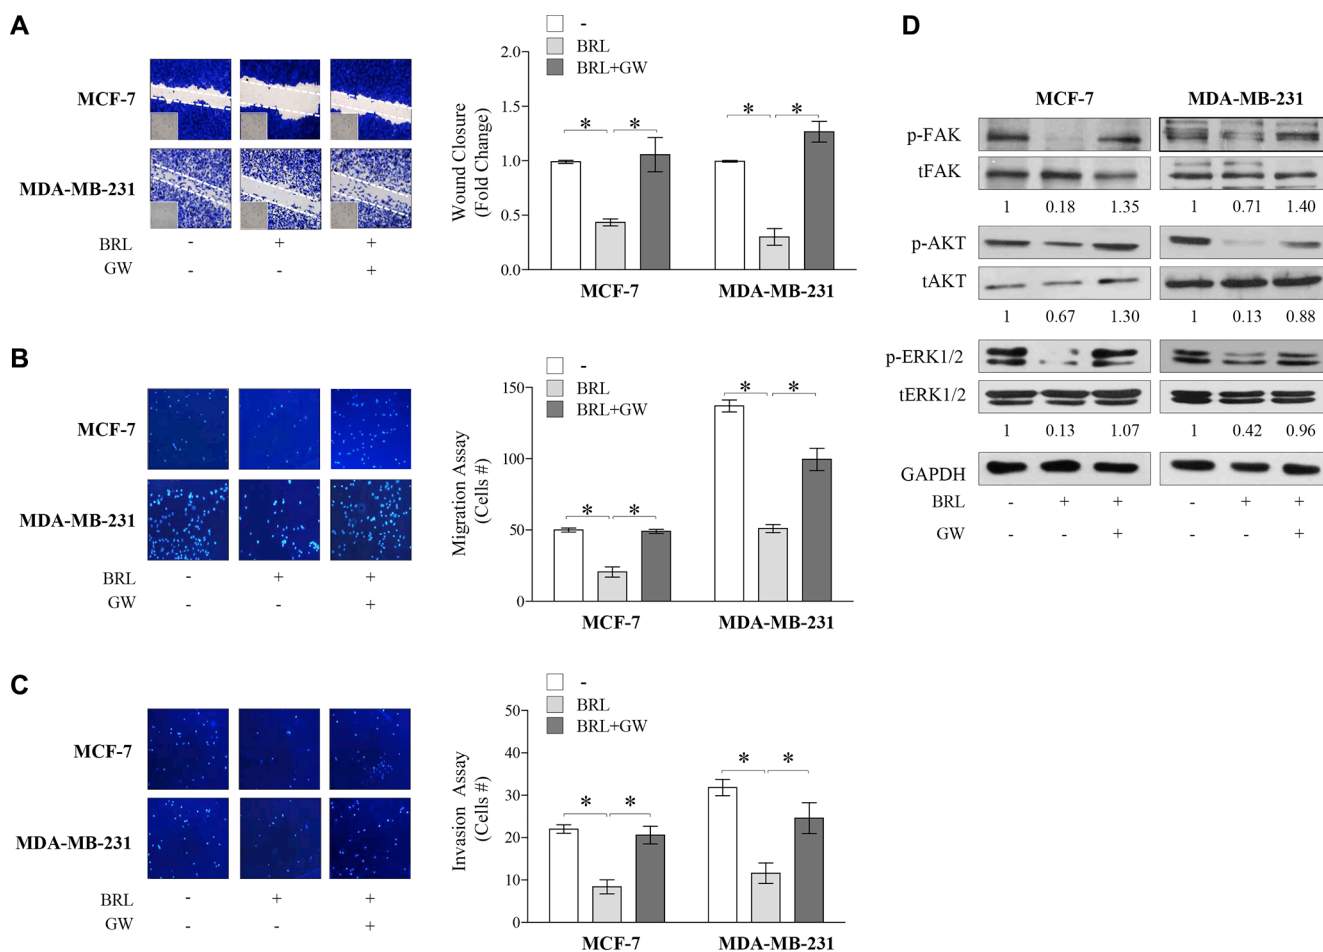 A
MCF-7
MDA-MB-231
BRL - + +
GW - - +
-
BRL
BRL+GW
Wound Closure
(Fold Change)
2.0
1.5
1.0
0.5
0.0
* * * *
MCF-7 MDA-MB-231
B
MCF-7
MDA-MB-231
BRL - + +
GW - - +
-
BRL
BRL+GW
Migration Assay
(Cells #)
150
100
50
0
* * * *
MCF-7 MDA-MB-231
C
MCF-7
MDA-MB-231
BRL - + +
GW - - +
-
BRL
BRL+GW
Invasion Assay
(Cells #)
50
40
30
20
10
0
* * * *
MCF-7 MDA-MB-231
D
MCF-7 MDA-MB-231
p-FAK
tFAK
1 0.18 1.35 1 0.71 1.40
p-AKT
tAKT
1 0.67 1.30 1 0.13 0.88
p-ERK1/2
tERK1/2
1 0.13 1.07 1 0.42 0.96
GAPDH
BRL - + + - + +
GW - - + - - +